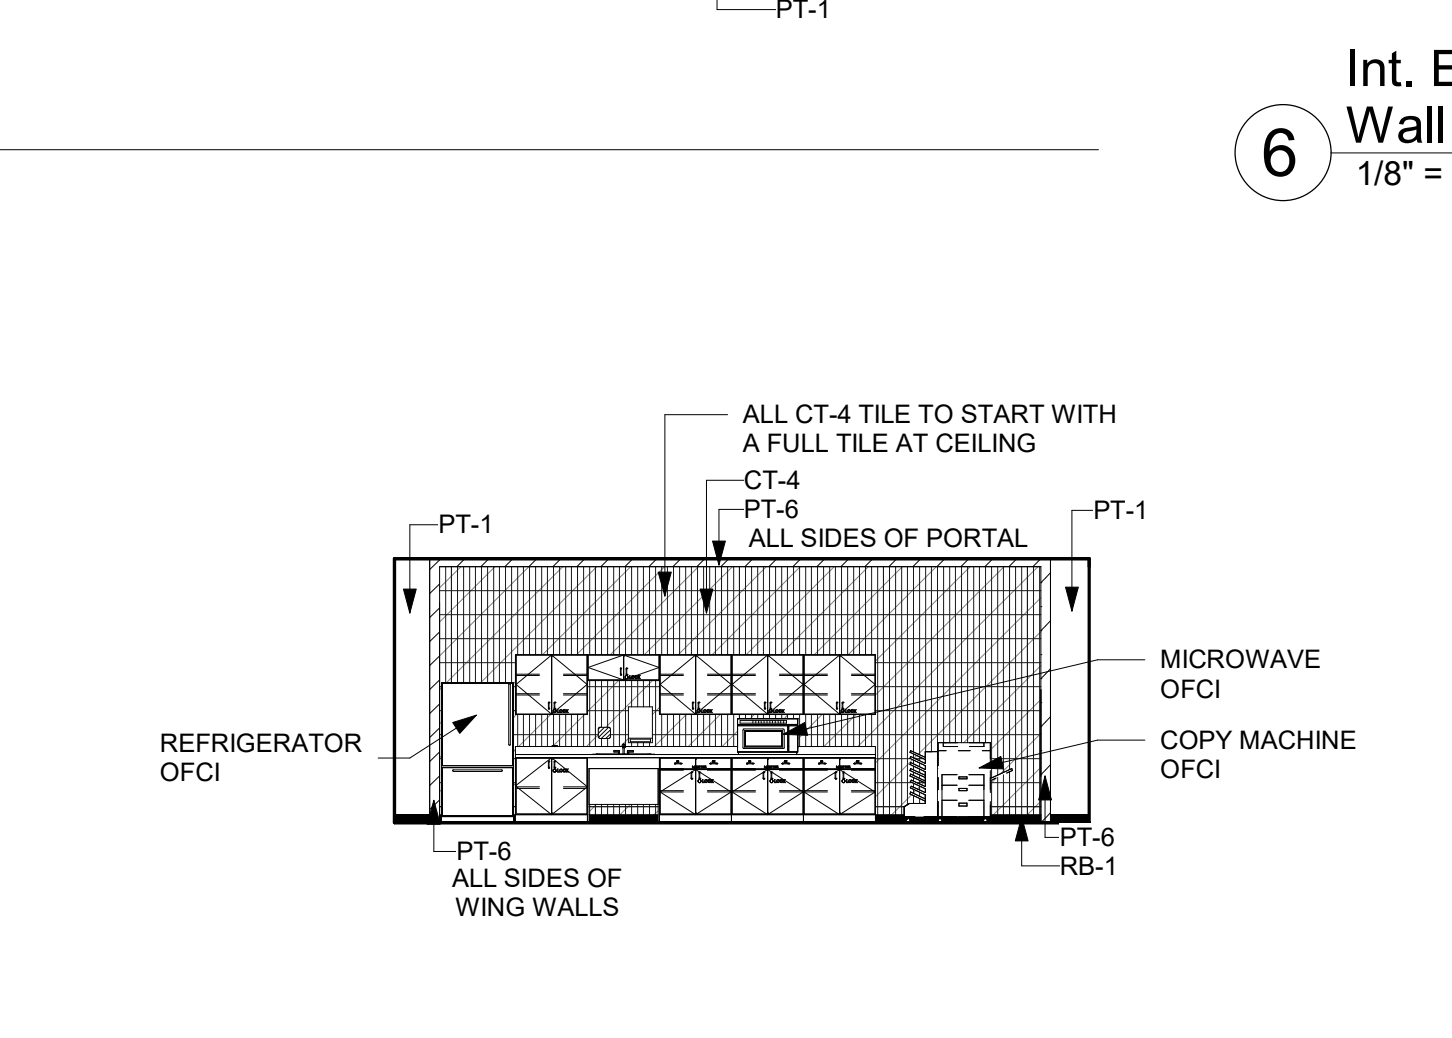 PT-1
Int. E
Wall
6
1/8" =
ALL CT-4 TILE TO START WITH
A FULL TILE AT CEILING
CT-4
PT-6
ALL SIDES OF PORTAL
PT-1
PT-1
MICROWAVE
OFCI
REFRIGERATOR
OFCI
COPY MACHINE
OFCI
PT-6
ALL SIDES OF
WING WALLS
PT-6
RB-1